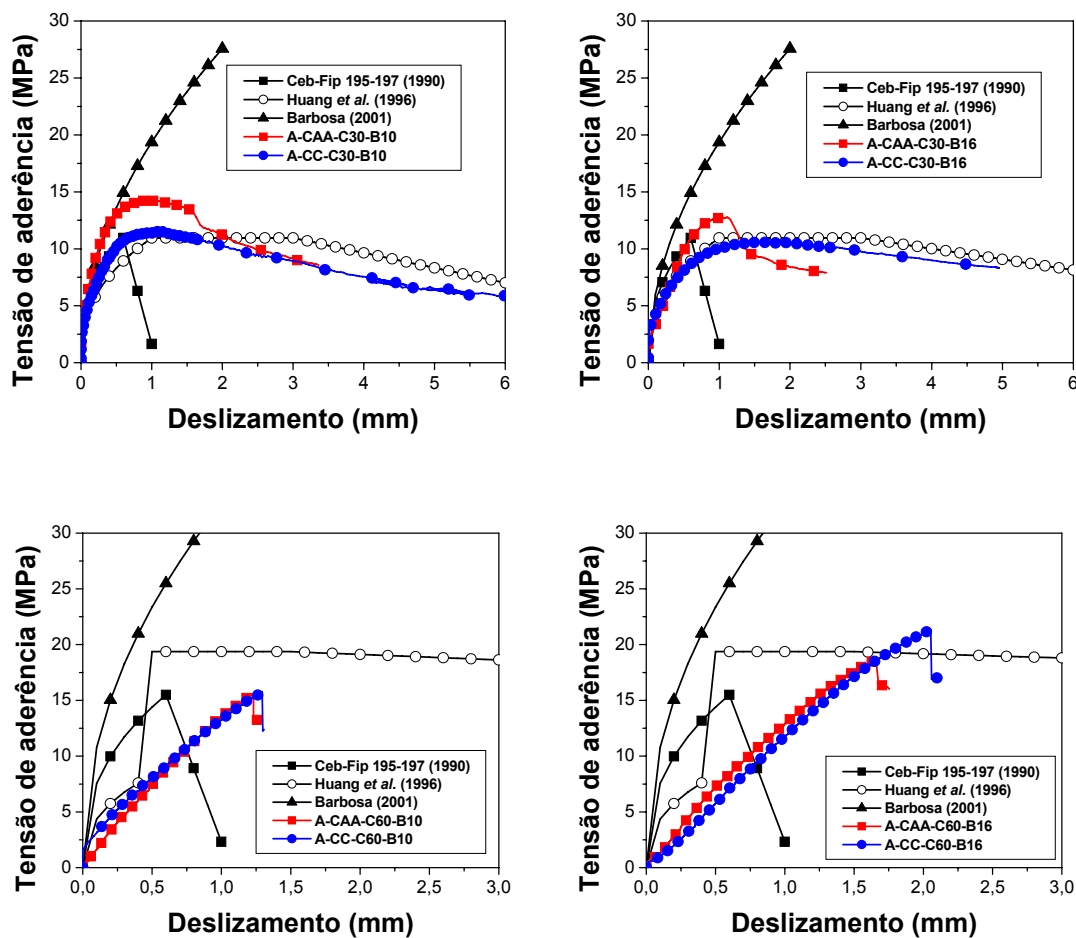 Tensão de aderência (MPa)
30
25
20
15
10
5
0
Ceb-Fip 195-197 (1990)
Huang et al. (1996)
Barbosa (2001)
A-CAA-C30-B10
A-CC-C30-B10
0 1 2 3 4 5 6
Deslizamento (mm)
Tensão de aderência (MPa)
30
25
20
15
10
5
0
Ceb-Fip 195-197 (1990)
Huang et al. (1996)
Barbosa (2001)
A-CAA-C30-B16
A-CC-C30-B16
0 1 2 3 4 5 6
Deslizamento (mm)
Tensão de aderência (MPa)
30
25
20
15
10
5
0
Ceb-Fip 195-197 (1990)
Huang et al. (1996)
Barbosa (2001)
A-CAA-C60-B10
A-CC-C60-B10
0,0 0,5 1,0 1,5 2,0 2,5 3,0
Deslizamento (mm)
Tensão de aderência (MPa)
30
25
20
15
10
5
0
Ceb-Fip 195-197 (1990)
Huang et al. (1996)
Barbosa (2001)
A-CAA-C60-B16
A-CC-C60-B16
0,0 0,5 1,0 1,5 2,0 2,5 3,0
Deslizamento (mm)